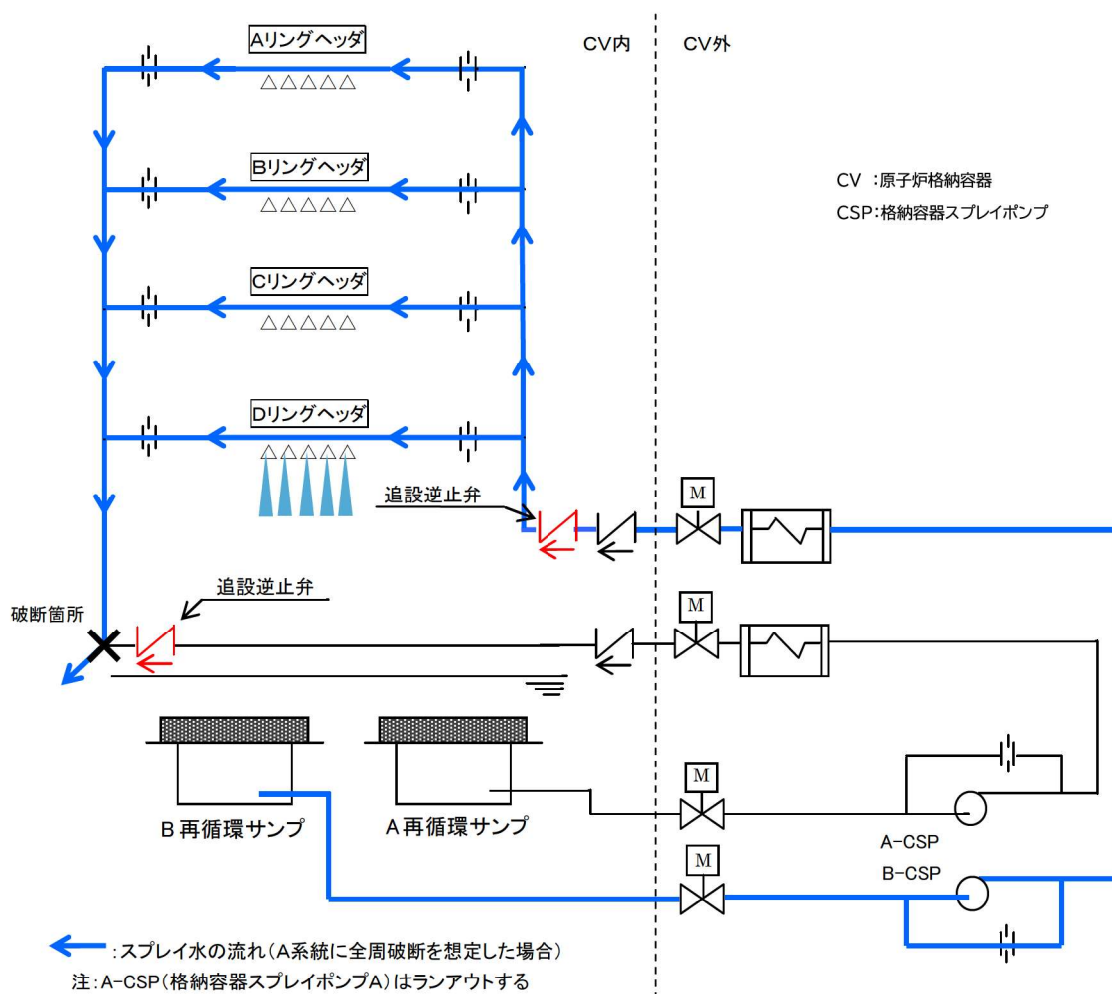 Aリングヘッダ
CV内
CV外
Bリングヘッダ
CV :原子炉格納容器
CSP:格納容器スプレイポンプ
Cリングヘッダ
Dリングヘッダ
追設逆止弁
M
追設逆止弁
M
破断箇所
M
B再循環サンプ
A再循環サンプ
A-CSP
M
B-CSP
:スプレイ水の流れ(A系統に全周破断を想定した場合)
注:A-CSP(格納容器スプレイポンプA)はランアウトする